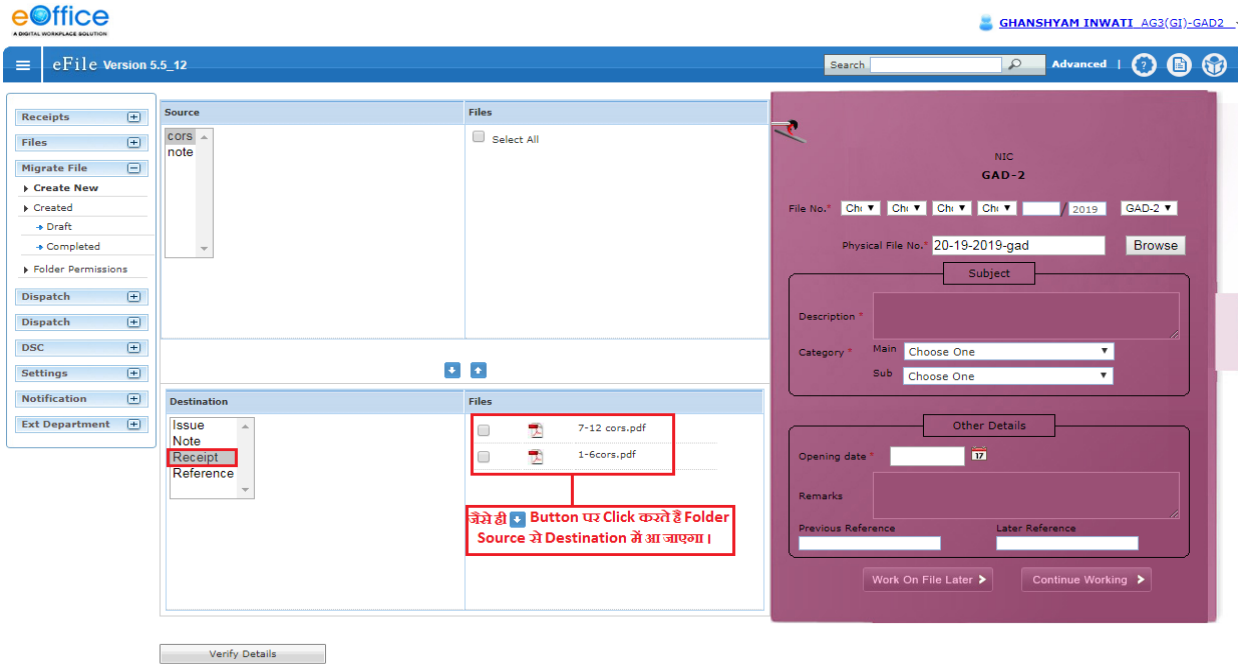 eOffice
A DIGITAL WORKPLACE SOLUTION
GHANSHYAM INWATI AG3(GI)-GAD2
eFile Version 5.5_12
Search
Advanced |
Receipts
Files
Migrate File
Create New
Created
Draft
Completed
Folder Permissions
Dispatch
Dispatch
DSC
Settings
Notification
Ext Department
Source
Files
cors
note
Select All
Destination
Files
Issue
Note
Receipt
Reference
7-12 cors.pdf
1-6cors.pdf
जैसे ही Button पर Click करते है Folder
Source से Destination में आ जाएगा।
Verify Details
NIC
GAD-2
File No.* Ch Ch Ch Ch / 2019 GAD-2
Physical File No.* 20-19-2019-gad Browse
Subject
Description *
Category * Main Choose One
Sub Choose One
Other Details
Opening date * 17
Remarks
Previous Reference Later Reference
Work On File Later Continue Working